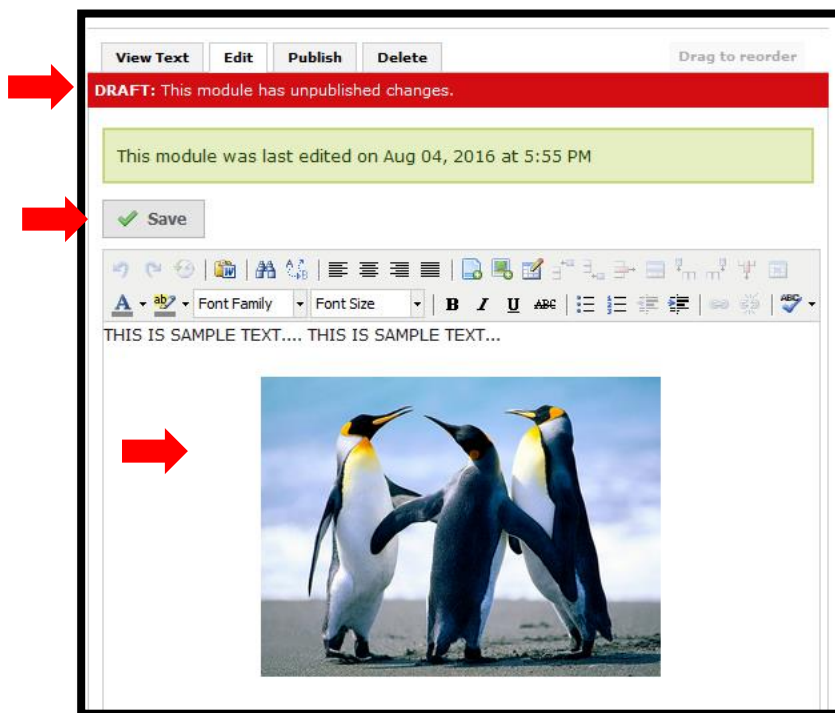 View Text Edit Publish Delete Drag to reorder
DRAFT: This module has unpublished changes.
This module was last edited on Aug 04, 2016 at 5:55 PM
Save
A ab Font Family Font Size B I U ABC ABC
THIS IS SAMPLE TEXT.... THIS IS SAMPLE TEXT...